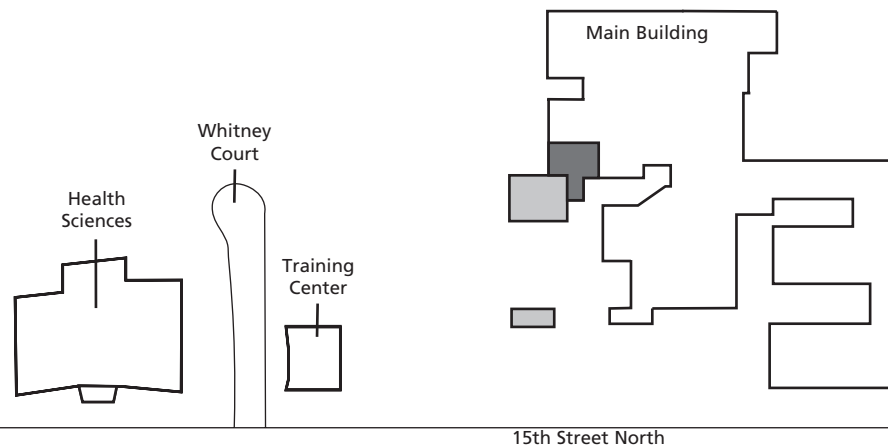 Main Building
Whitney
Court
Health
Sciences
Training
Center
15th Street North